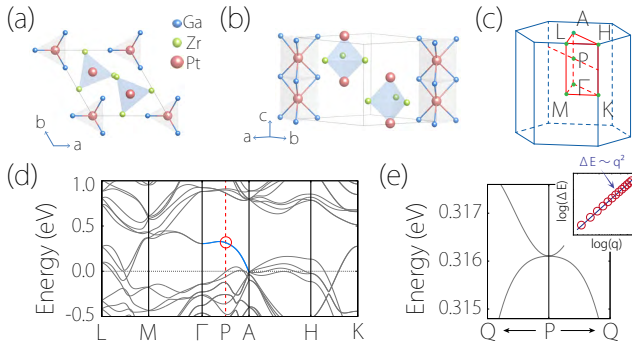 (a)
Ga
Zr
Pt
b
a
(b)
c
a
b
(c)
A
L
H
P
Γ
M
K
(d)
Energy (eV)
1.0
0.5
0.0
-0.5
L
M
Γ
P
A
H
K
(e)
Energy (eV)
0.317
0.316
0.315
Q
P
Q
ΔE ~ q²
log(ΔE)
log(q)